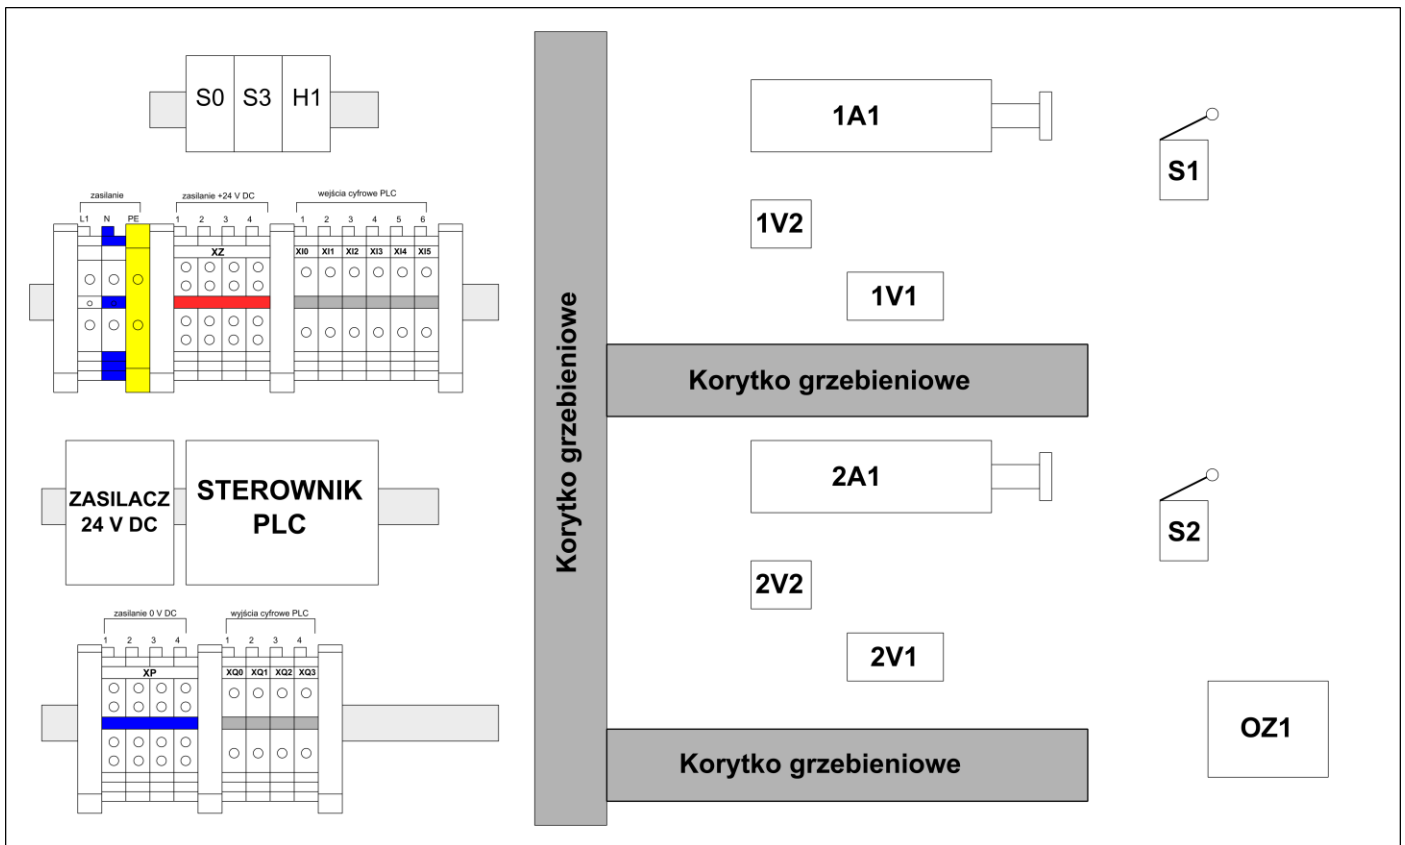 S0 S3 H1
zasilanie
zasilanie +24 V DC
wejścia cyfrowe PLC
L1 N PE 1 2 3 4 1 2 3 4 5 6
XZ
XI0 XI1 XI2 XI3 XI4 XI5
ZASILACZ
24 V DC
STEROWNIK
PLC
zasilanie 0 V DC
wyjścia cyfrowe PLC
1 2 3 4 1 2 3 4
XP
XQ0 XQ1 XQ2 XQ3
Korytko grzebieniowe
1A1
S1
1V2
1V1
Korytko grzebieniowe
2A1
S2
2V2
2V1
OZ1
Korytko grzebieniowe